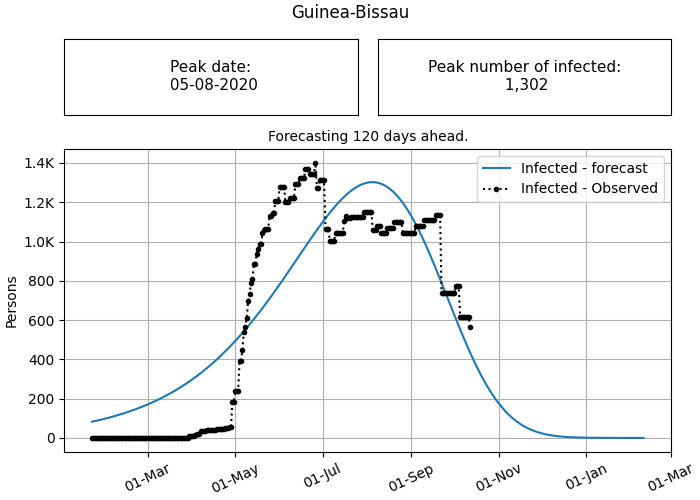 Guinea-Bissau
Peak date:
05-08-2020
Peak number of infected:
1,302
Forecasting 120 days ahead.
Infected - forecast
Infected - Observed
Persons
1.4K
1.2K
1.0K
800
600
400
200
0
01-Mar
01-May
01-Jul
01-Sep
01-Nov
01-Jan
01-Mar